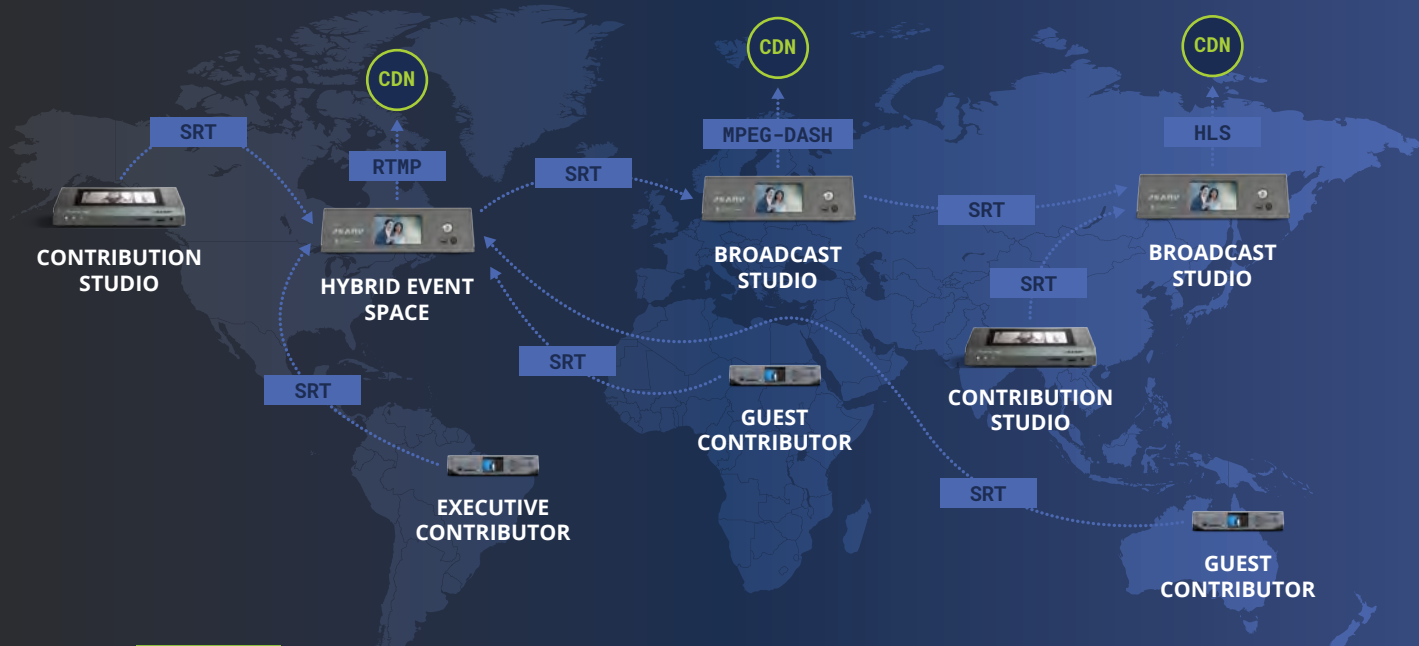 CDN
CDN
CDN
SRT
RTMP
SRT
MPEG-DASH
HLS
SRT
CONTRIBUTION
STUDIO
HYBRID EVENT
SPACE
BROADCAST
STUDIO
BROADCAST
STUDIO
SRT
SRT
SRT
CONTRIBUTION
STUDIO
GUEST
CONTRIBUTOR
EXECUTIVE
CONTRIBUTOR
SRT
GUEST
CONTRIBUTOR